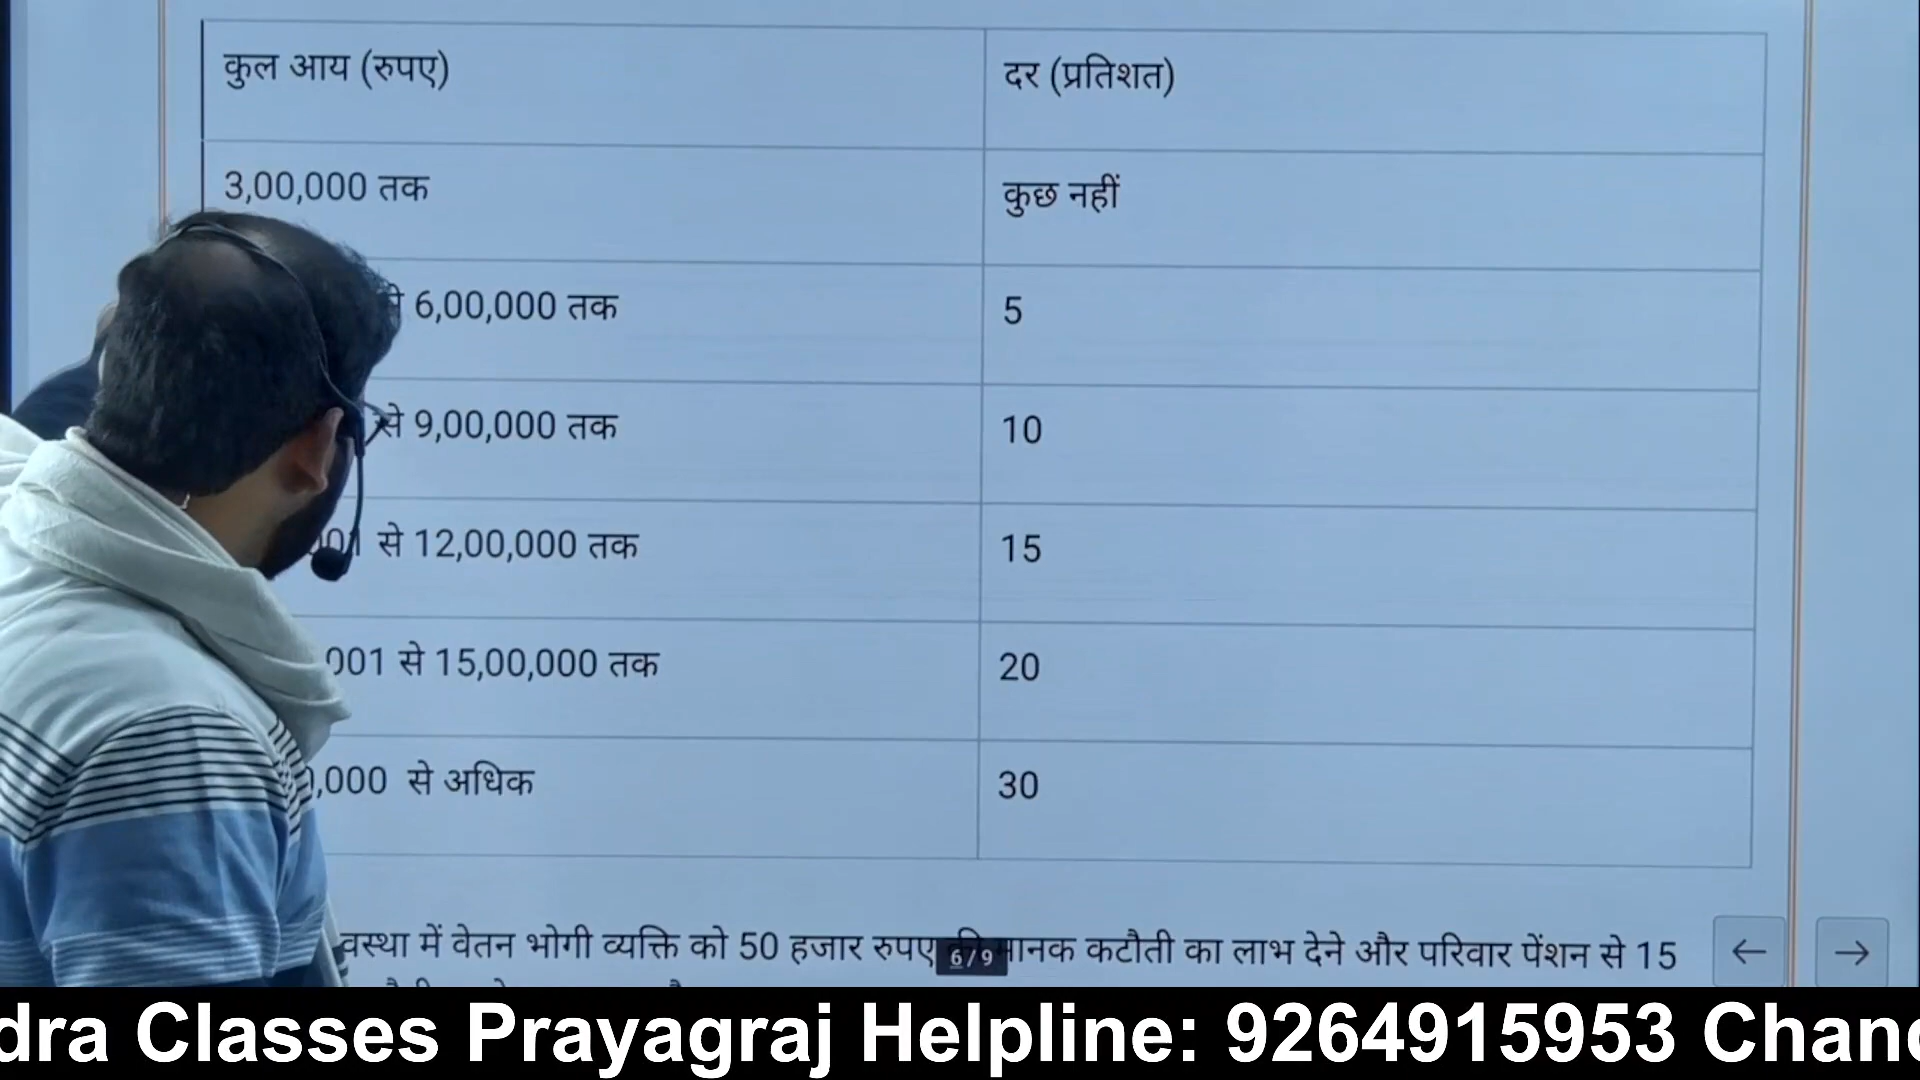 कुल आय (रुपए) दर (प्रतिशत)
3,00,000 तक कुछ नहीं
6,00,000 तक 5
से 9,00,000 तक 10
से 12,00,000 तक 15
001 से 15,00,000 तक 20
,000 से अधिक 30
में वेतन भोगी व्यक्ति को 50 हजार रुपए की मानक कटौती का लाभ देने और परिवार पेंशन से 15
6/9
dra Classes Prayagraj Helpline: 9264915953 Chand